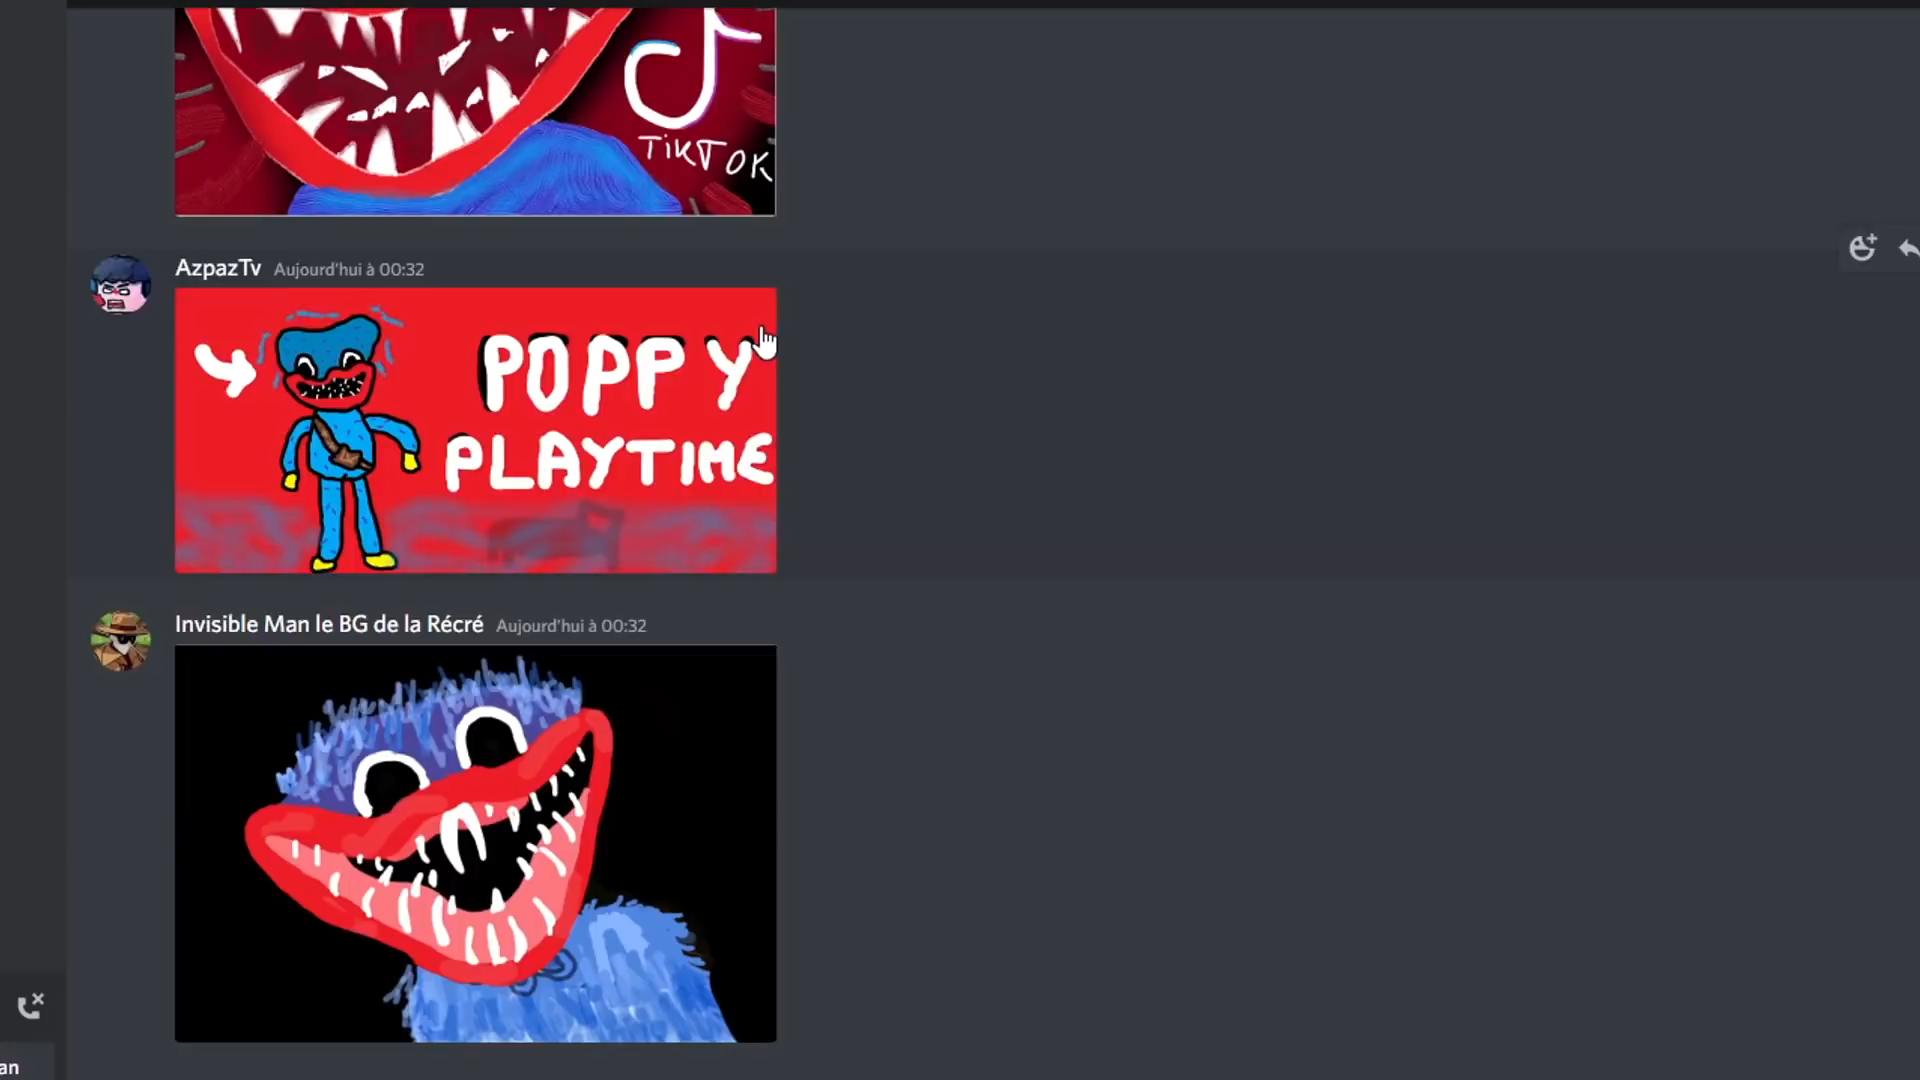 TiKTOK
AzpazTv Aujourd'hui à 00:32
POPPY
PLAYTIME
Invisible Man le BG de la Récré Aujourd'hui à 00:32
an